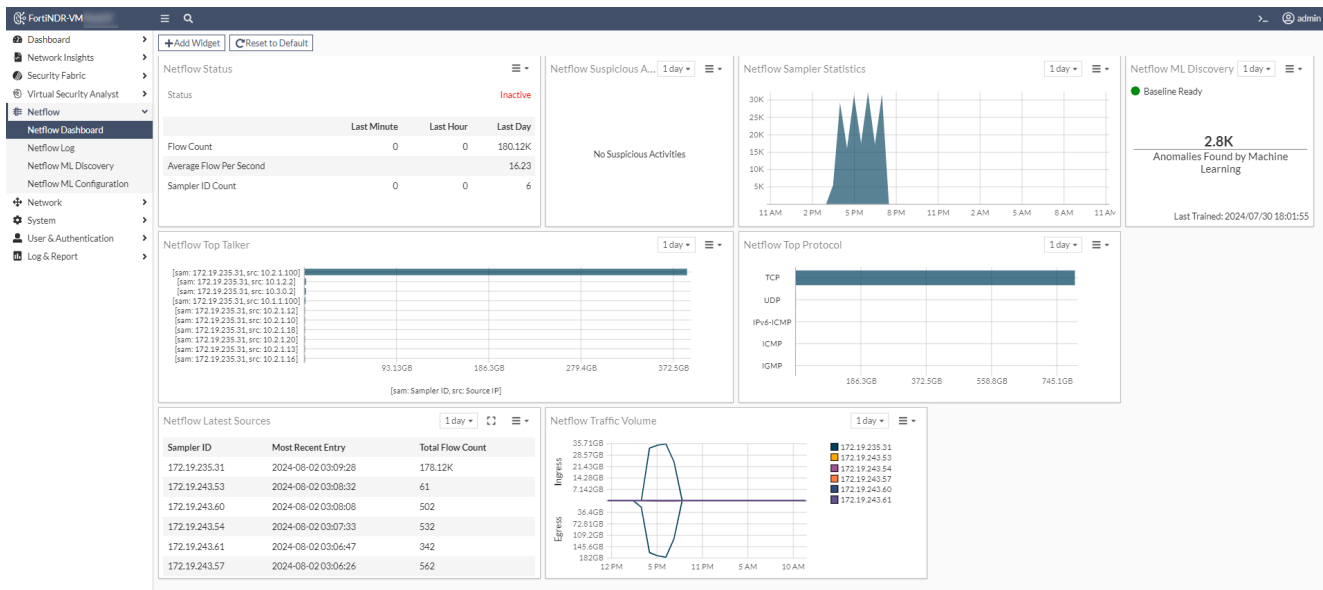 FortiNDR-VM
>_ admin
Dashboard
Network Insights
Security Fabric
Virtual Security Analyst
Netflow
Netflow Dashboard
Netflow Log
Netflow ML Discovery
Netflow ML Configuration
Network
System
User & Authentication
Log & Report
+Add Widget Reset to Default
Netflow Status
Status Inactive
Last Minute Last Hour Last Day
Flow Count 0 0 180.12K
Average Flow Per Second 16.23
Sampler ID Count 0 0 6
Netflow Suspicious A... 1 day
No Suspicious Activities
Netflow Sampler Statistics 1 day
30K
25K
20K
15K
10K
5K
11 AM 2 PM 5 PM 8 PM 11 PM 2 AM 5 AM 8 AM 11 AM
Netflow ML Discovery 1 day
Baseline Ready
2.8K
Anomalies Found by Machine
Learning
Last Trained: 2024/07/30 18:01:55
Netflow Top Talker 1 day
[sam: 172.19.235.31, src: 10.2.1.100]
[sam: 172.19.235.31, src: 10.1.2.2]
[sam: 172.19.235.31, src: 10.3.0.2]
[sam: 172.19.235.31, src: 10.1.1.100]
[sam: 172.19.235.31, src: 10.2.1.12]
[sam: 172.19.235.31, src: 10.2.1.10]
[sam: 172.19.235.31, src: 10.2.1.18]
[sam: 172.19.235.31, src: 10.2.1.20]
[sam: 172.19.235.31, src: 10.2.1.13]
[sam: 172.19.235.31, src: 10.2.1.16]
93.13GB 186.3GB 279.4GB 372.5GB
[sam: Sampler ID, src: Source IP]
Netflow Top Protocol 1 day
TCP
UDP
IPv6-ICMP
ICMP
IGMP
186.3GB 372.5GB 558.8GB 745.1GB
Netflow Latest Sources 1 day
Sampler ID Most Recent Entry Total Flow Count
172.19.235.31 2024-08-02 03:09:28 178.12K
172.19.243.53 2024-08-02 03:08:32 61
172.19.243.60 2024-08-02 03:08:08 502
172.19.243.54 2024-08-02 03:07:33 532
172.19.243.61 2024-08-02 03:06:47 342
172.19.243.57 2024-08-02 03:06:26 562
Netflow Traffic Volume 1 day
Ingress
35.71GB
28.57GB
21.43GB
14.28GB
7.142GB
Egress
36.4GB
72.81GB
109.2GB
145.6GB
182GB
12 PM 5 PM 11 PM 5 AM 10 AM
172.19.235.31
172.19.243.53
172.19.243.54
172.19.243.57
172.19.243.60
172.19.243.61